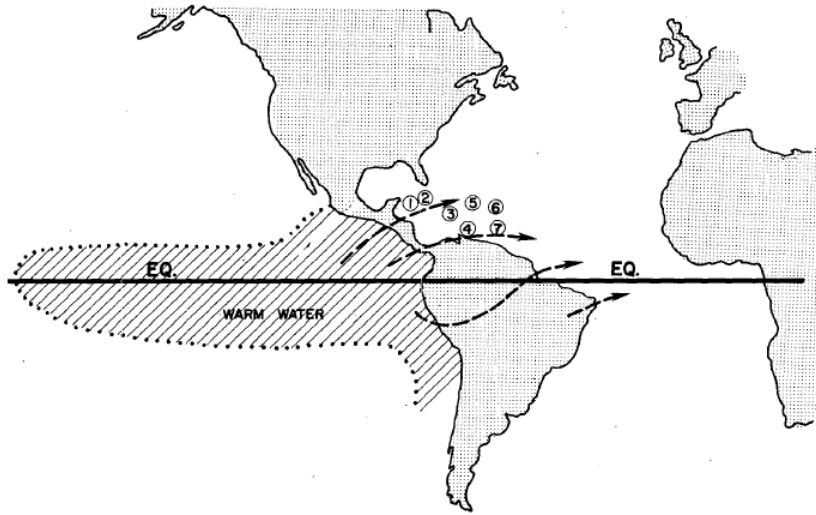 ① ②
⑤
③ ⑥
④ ⑦
EQ. EQ.
WARM WATER